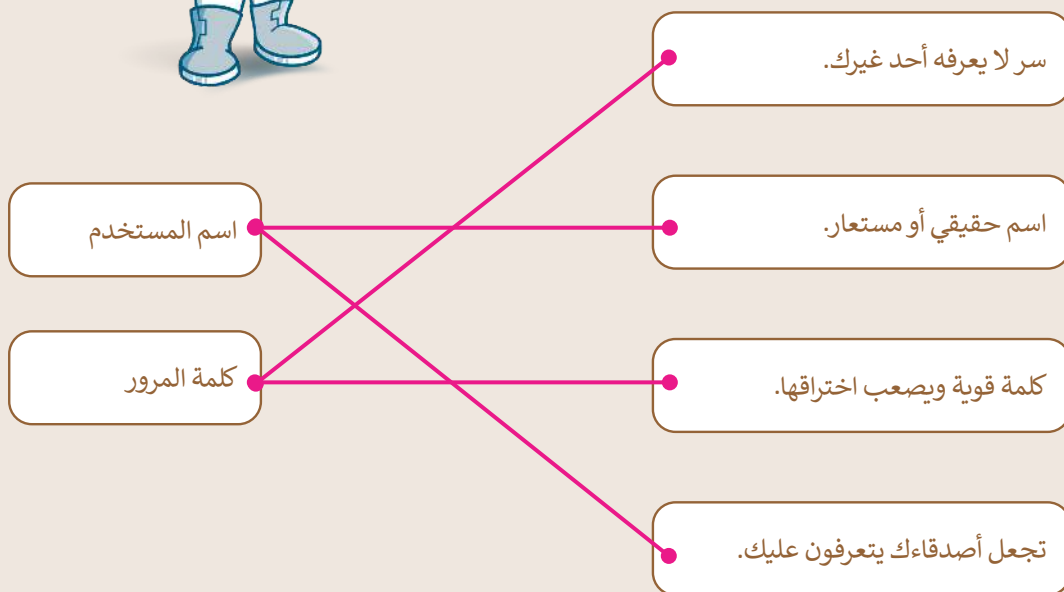 سر لا يعرفه أحد غيرك.
اسم حقيقي أو مستعار.
اسم المستخدم
كلمة قوية ويصعب اختراقها.
كلمة المرور
تجعل أصدقاءك يتعرفون عليك.